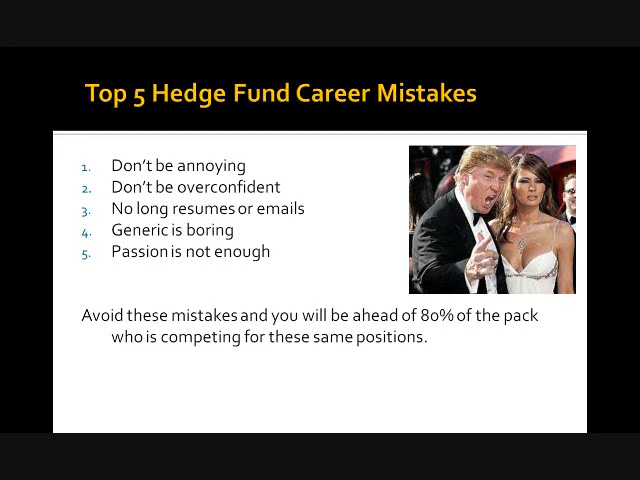 Top 5 Hedge Fund Career Mistakes
1. Don't be annoying
2. Don't be overconfident
3. No long resumes or emails
4. Generic is boring
5. Passion is not enough
Avoid these mistakes and you will be ahead of 80% of the pack
who is competing for these same positions.